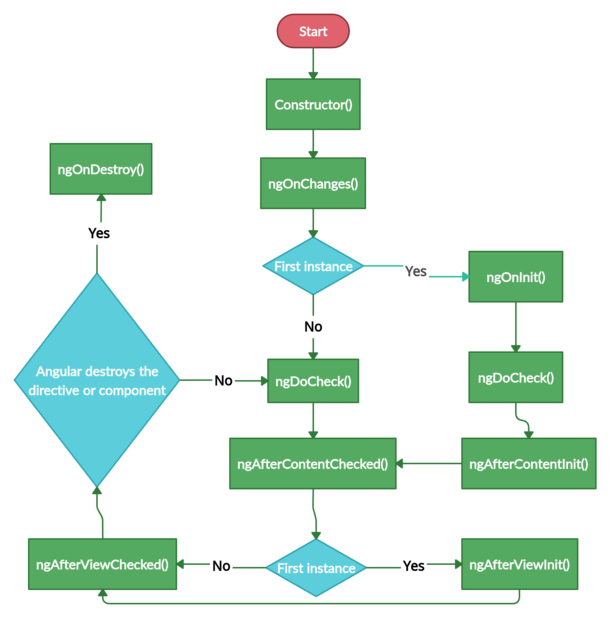 Start
Constructor()
ngOnDestroy()
ngOnChanges()
Yes
First instance
Yes
ngOnInit()
No
Angular destroys the
directive or component
No
ngDoCheck()
ngDoCheck()
ngAfterContentChecked()
ngAfterContentInit()
ngAfterViewChecked()
No
First instance
Yes
ngAfterViewInit()